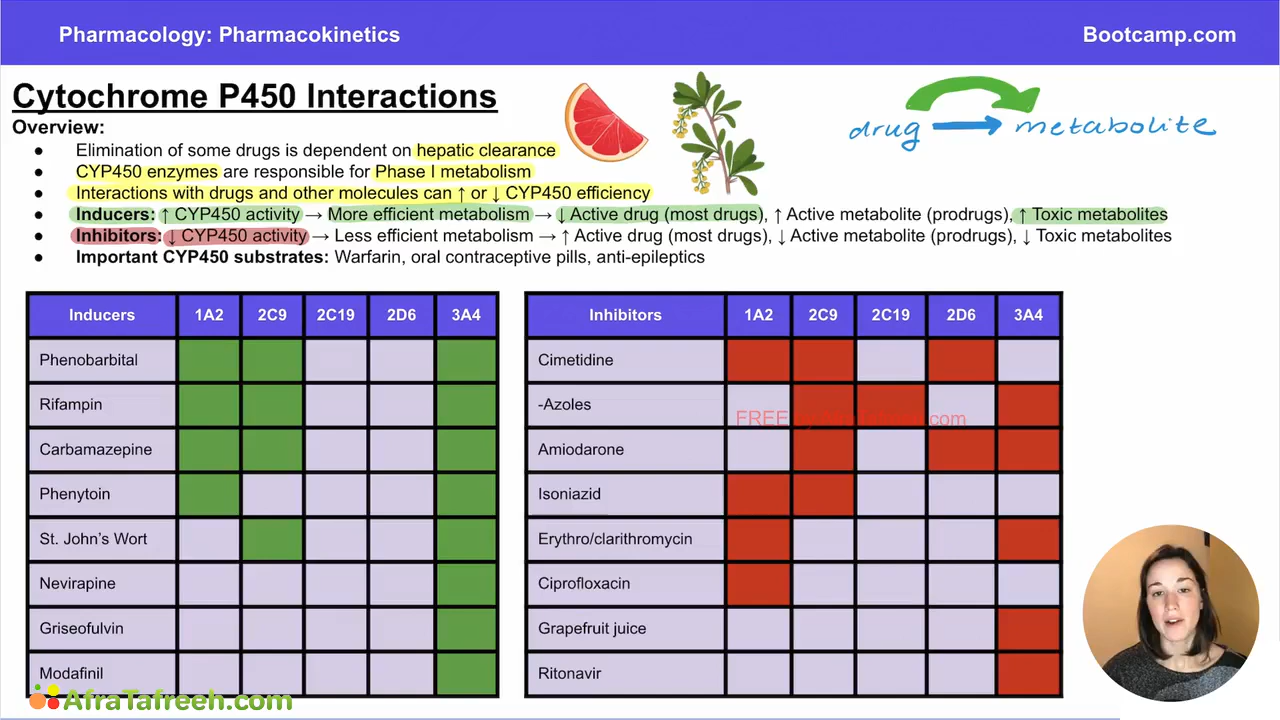 Pharmacology: Pharmacokinetics
Bootcamp.com
Cytochrome P450 Interactions
drug → metabolite
Overview:
● Elimination of some drugs is dependent on hepatic clearance
● CYP450 enzymes are responsible for Phase I metabolism
● Interactions with drugs and other molecules can ↑ or ↓ CYP450 efficiency
● Inducers: ↑ CYP450 activity → More efficient metabolism → ↓ Active drug (most drugs), ↑ Active metabolite (prodrugs), ↑ Toxic metabolites
● Inhibitors: ↓ CYP450 activity → Less efficient metabolism → ↑ Active drug (most drugs), ↓ Active metabolite (prodrugs), ↓ Toxic metabolites
● Important CYP450 substrates: Warfarin, oral contraceptive pills, anti-epileptics
Inducers 1A2 2C9 2C19 2D6 3A4
Phenobarbital
Rifampin
Carbamazepine
Phenytoin
St. John's Wort
Nevirapine
Griseofulvin
Modafinil
Inhibitors 1A2 2C9 2C19 2D6 3A4
Cimetidine
-Azoles
FREE
.com
Amiodarone
Isoniazid
Erythro/clarithromycin
Ciprofloxacin
Grapefruit juice
Ritonavir
AfraTafreeh.com